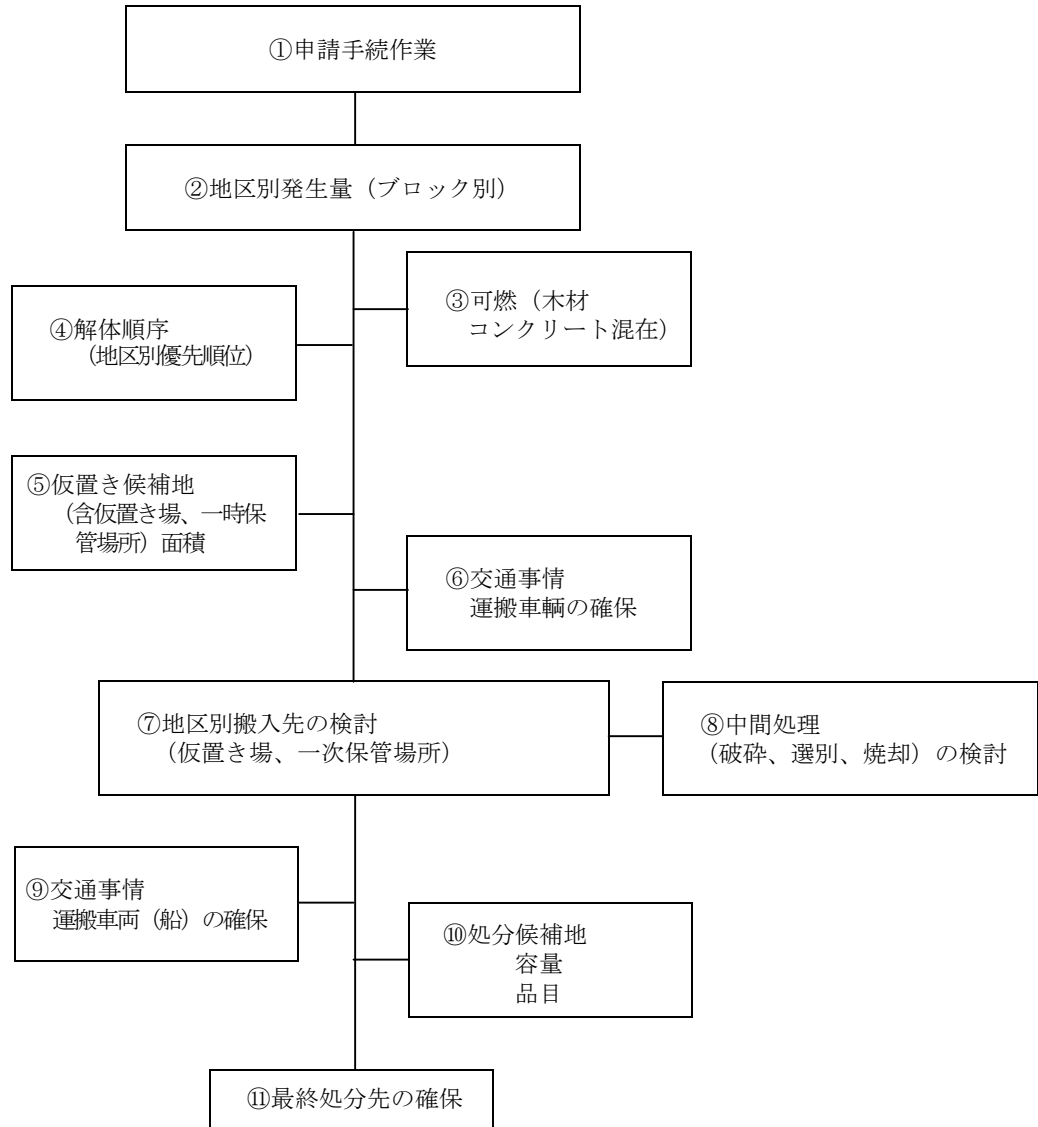 ①申請手続作業
②地区別発生量（ブロック別）
③可燃（木材
コンクリート混在）
④解体順序
（地区別優先順位）
⑤仮置き候補地
（含仮置き場、一時保
管場所）面積
⑥交通事情
運搬車輌の確保
⑦地区別搬入先の検討
（仮置き場、一次保管場所）
⑧中間処理
（破砕、選別、焼却）の検討
⑨交通事情
運搬車両（船）の確保
⑩処分候補地
容量
品目
⑪最終処分先の確保